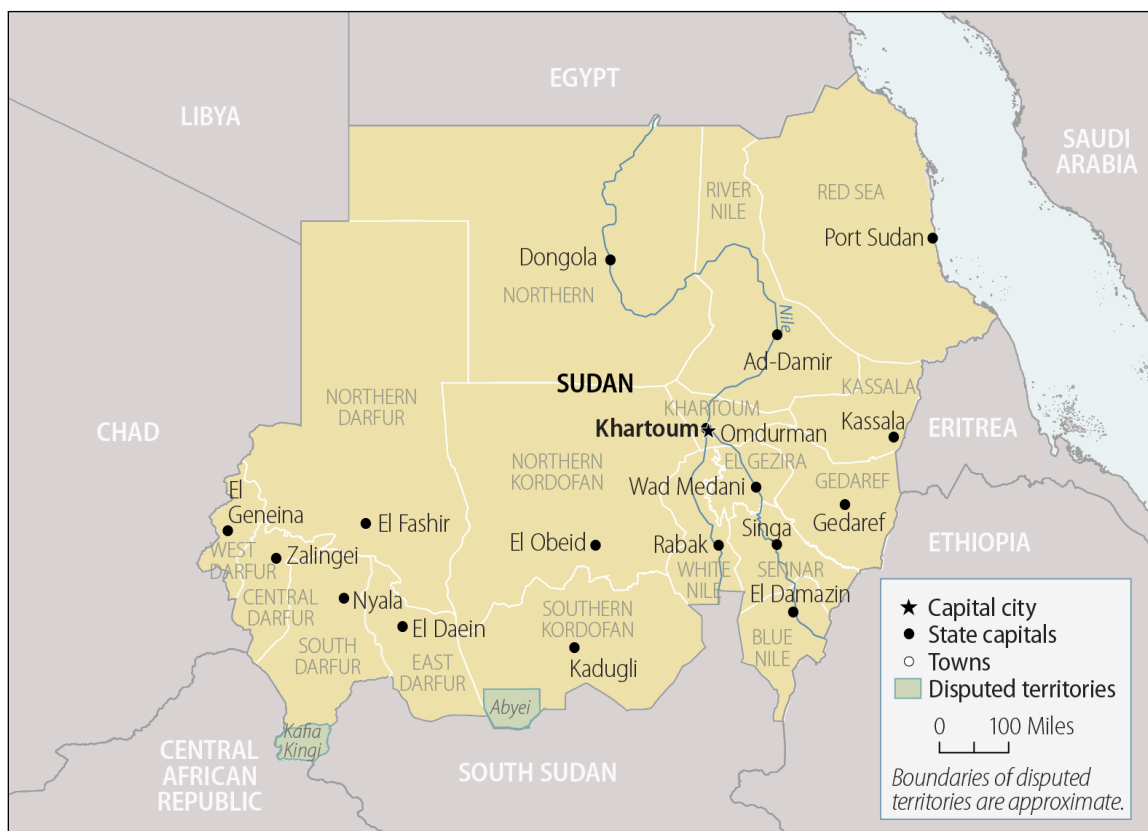 EGYPT
LIBYA
SAUDI
ARABIA
RIVER
NILE
RED SEA
Port Sudan
Dongola
NORTHERN
Nile
Ad-Damir
SUDAN
NORTHERN
DARFUR
KASSALA
KHARTOUM
CHAD
Khartoum
Omdurman
Kassala
ERITREA
NORTHERN
KORDOFAN
EL GEZIRA
Wad Medani
GEDAREF
Gedaref
El
Geneina
El Fashir
El Obeid
Rabak
Singa
ETHIOPIA
WEST
DARFUR
Zalingei
WHITE
NILE
SENNAR
CENTRAL
DARFUR
Nyala
El Damazin
SOUTHERN
KORDOFAN
El Daein
SOUTH
DARFUR
EAST
DARFUR
Kadugli
BLUE
NILE
Abyei
Kafia
Kingi
CENTRAL
AFRICAN
REPUBLIC
SOUTH SUDAN
Capital city
State capitals
Towns
Disputed territories
0 100 Miles
Boundaries of disputed
territories are approximate.